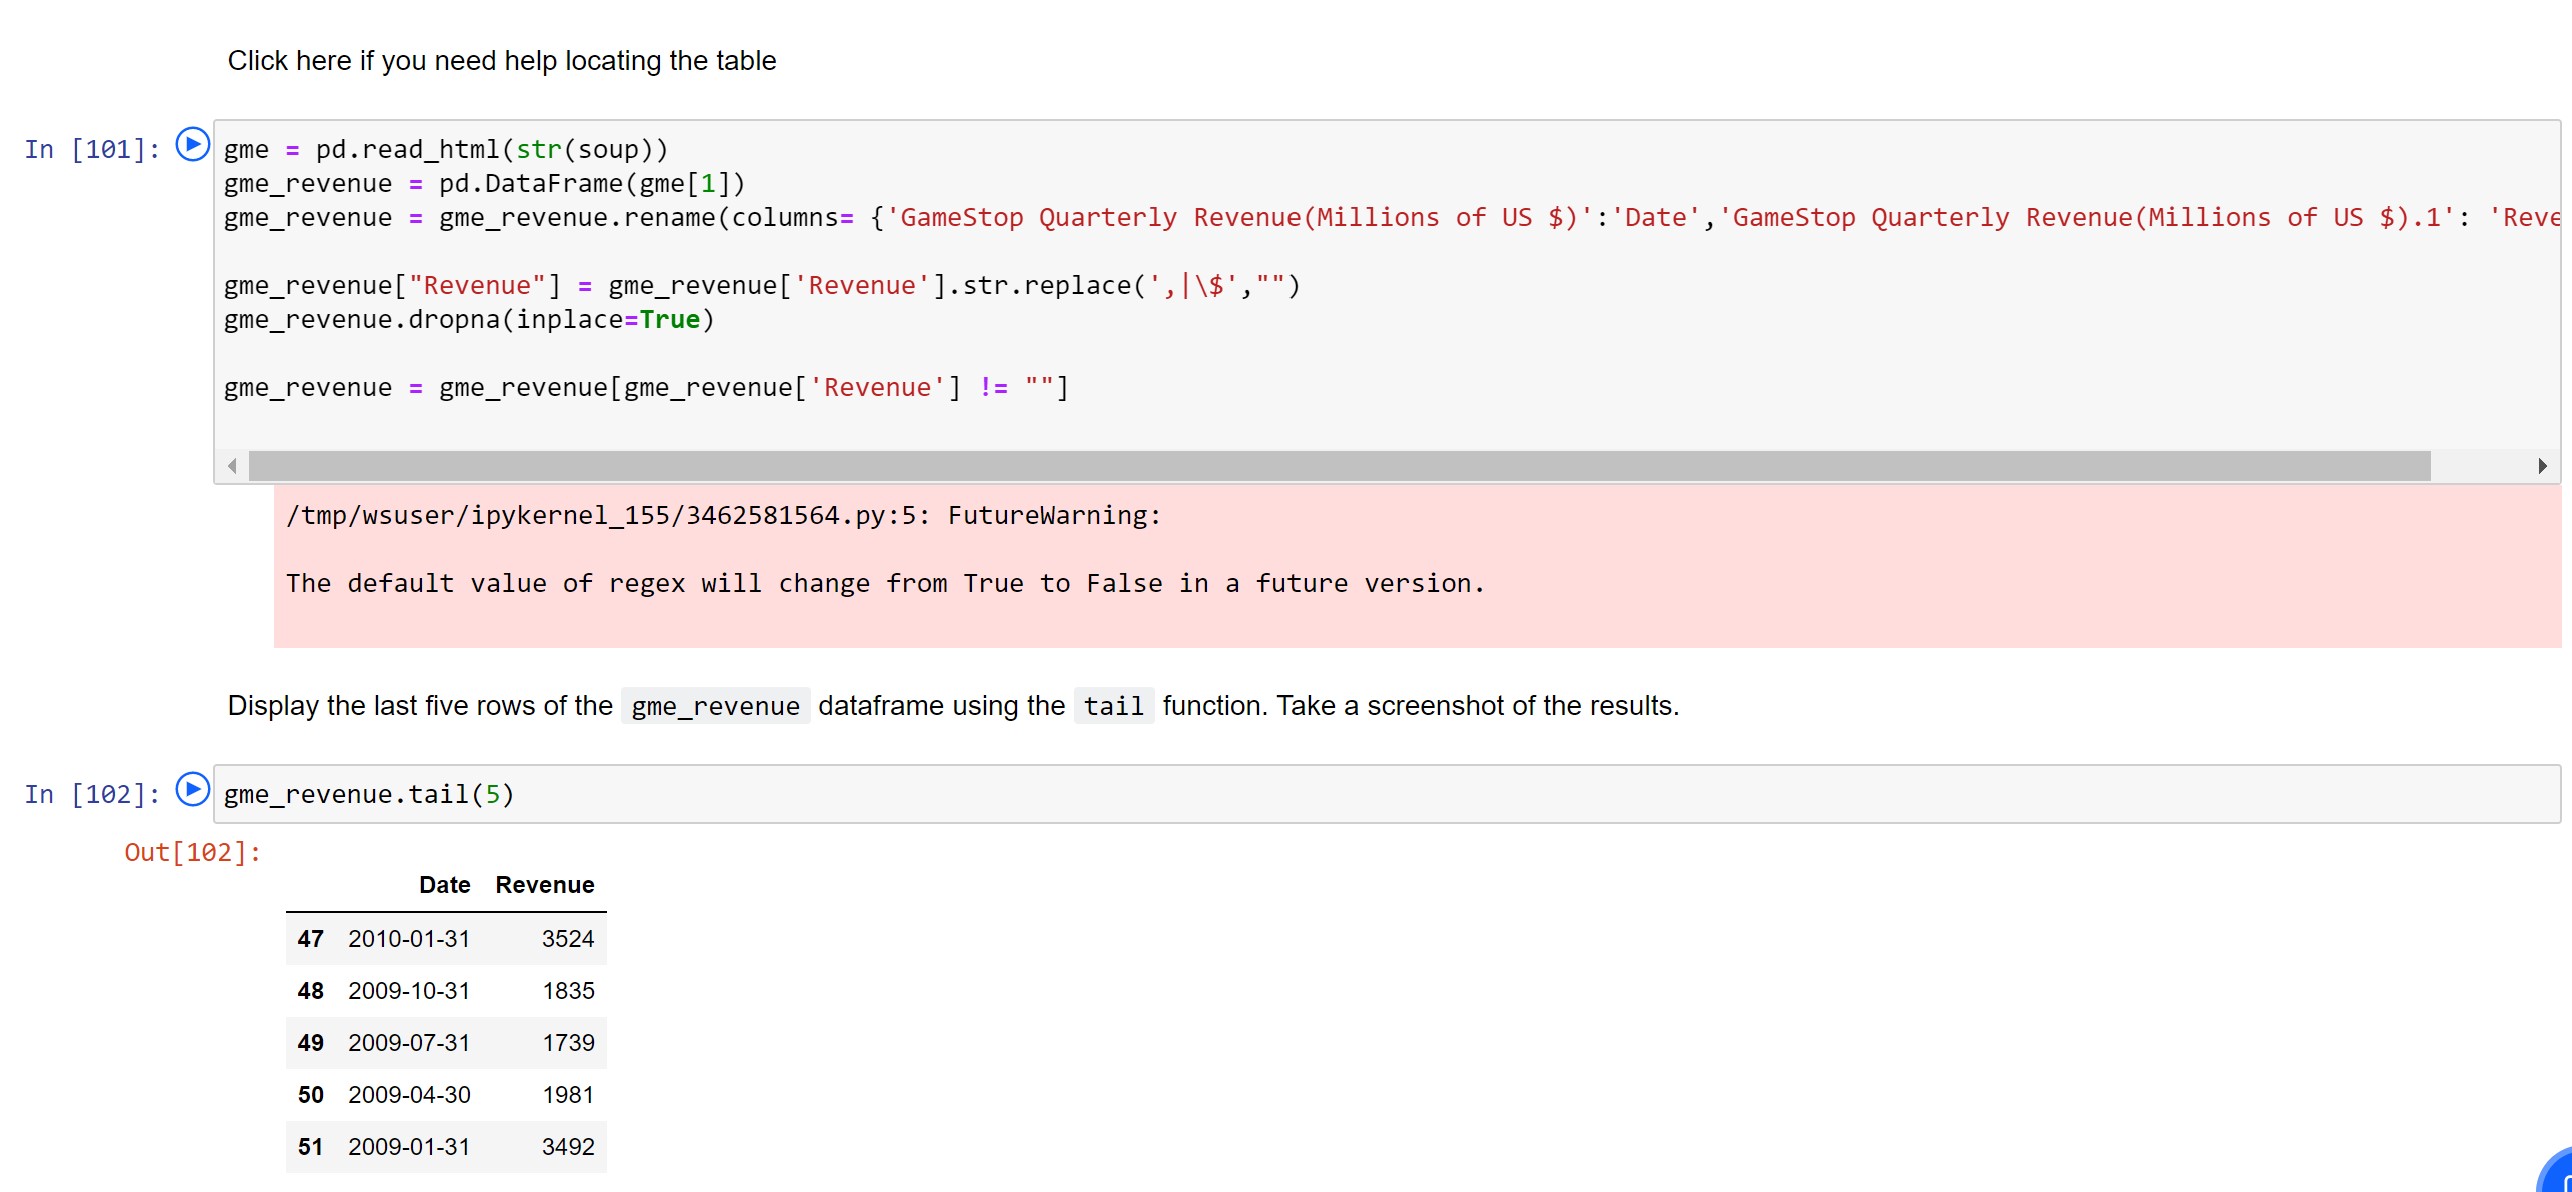 Click here if you need help locating the table
In [101]:
gme = pd.read_html(str(soup))
gme_revenue = pd.DataFrame(gme[1])
gme_revenue = gme_revenue.rename(columns= {'GameStop Quarterly Revenue(Millions of US $)':'Date','GameStop Quarterly Revenue(Millions of US $).1': 'Reve
gme_revenue["Revenue"] = gme_revenue['Revenue'].str.replace(',|\$',"")
gme_revenue.dropna(inplace=True)
gme_revenue = gme_revenue[gme_revenue['Revenue'] != ""]
/tmp/wsuser/ipykernel_155/3462581564.py:5: FutureWarning:
The default value of regex will change from True to False in a future version.
Display the last five rows of the gme_revenue dataframe using the tail function. Take a screenshot of the results.
In [102]: gme_revenue.tail(5)
Out[102]:
Date Revenue
47 2010-01-31 3524
48 2009-10-31 1835
49 2009-07-31 1739
50 2009-04-30 1981
51 2009-01-31 3492